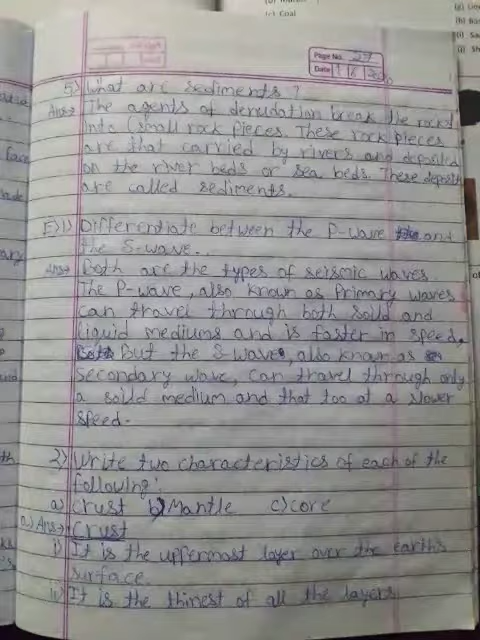 (c) Coal
Page No. 27
5) What are sediments?
Ans→ The agents of denudation break the rocks
into (small rock pieces. These rock pieces
are that carried by rivers and deposited
on the river beds or sea beds. These deposits
are called sediments.
E) 1) Differentiate between the P-wave and
the S-wave.
Ans→ Both are the types of seismic waves.
The P-wave, also known as Primary waves
can travel through both solid and
liquid mediums and is faster in speed.
But the S-wave, also known as
Secondary wave, can travel through only
a solid medium and that too at a slower
speed.
2) Write two characteristics of each of the
following:
a) crust b) Mantle c) core
a) Ans→ Crust
i) It is the uppermost layer over the earth's
surface
ii) It is the thinest of all the layers